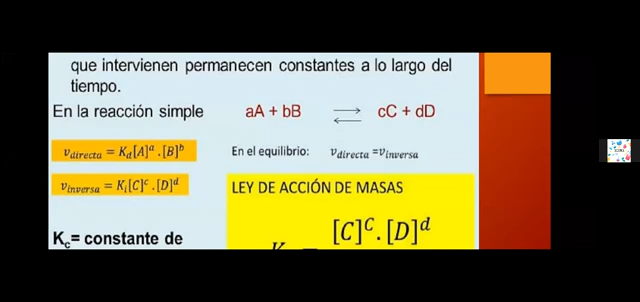 que intervienen permanecen constantes a lo largo del
tiempo.
En la reacción simple aA + bB ⇄ cC + dD
v_directa = K_d[A]^a . [B]^b
En el equilibrio: v_directa = v_inversa
v_inversa = K_i[C]^c . [D]^d
LEY DE ACCIÓN DE MASAS
K_c= constante de
[C]^C . [D]^d